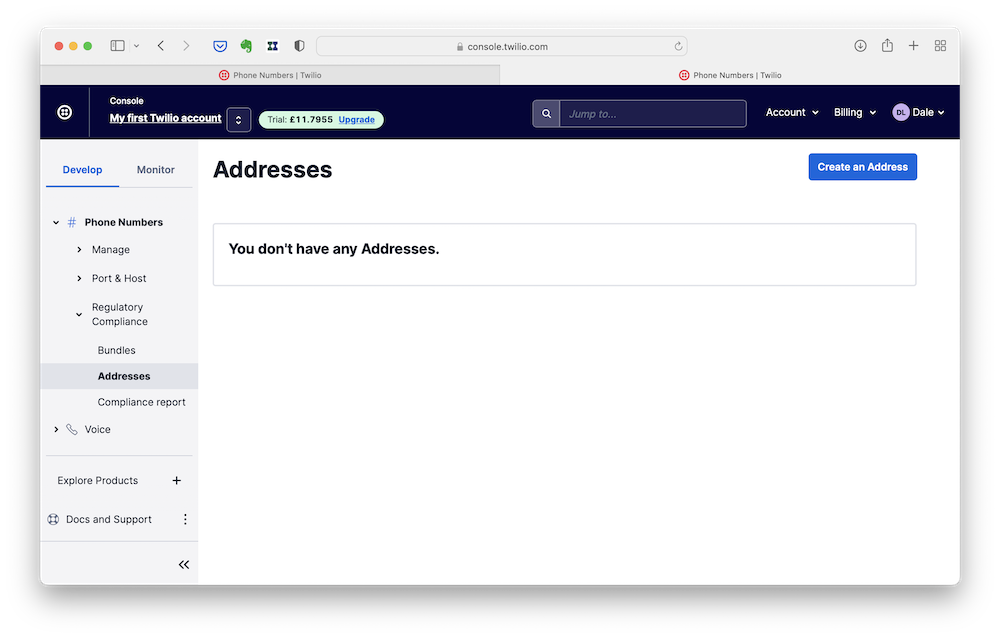 console.twilio.com
Phone Numbers | Twilio
Phone Numbers | Twilio
Console
My first Twilio account
Trial: £11.7955 Upgrade
Jump to...
Account
Billing
DL Dale
Develop
Monitor
Addresses
Create an Address
You don't have any Addresses.
# Phone Numbers
Manage
Port & Host
Regulatory
Compliance
Bundles
Addresses
Compliance report
Voice
Explore Products +
Docs and Support